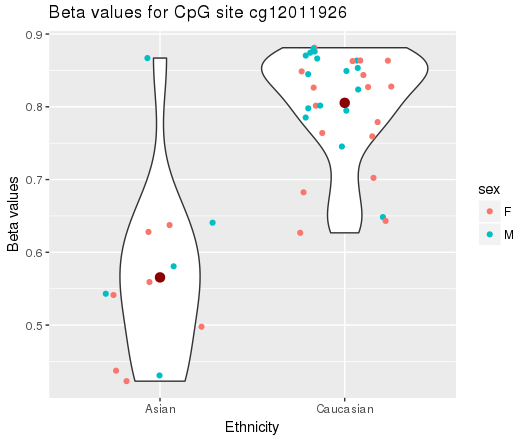 Beta values for CpG site cg12011926
0.9
0.8
0.7
0.6
0.5
Beta values
Asian
Caucasian
Ethnicity
sex
F
M